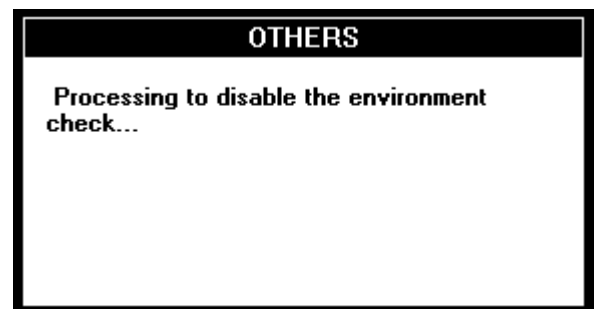 OTHERS
Processing to disable the environment
check...